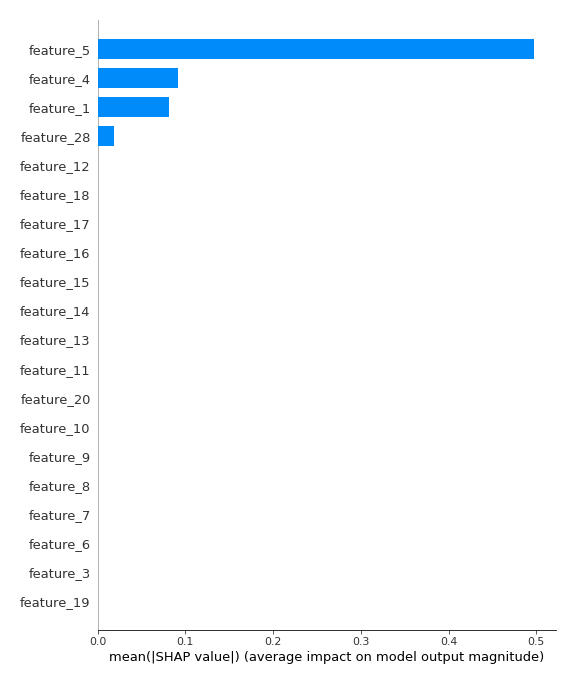 feature_5
feature_4
feature_1
feature_28
feature_12
feature_18
feature_17
feature_16
feature_15
feature_14
feature_13
feature_11
feature_20
feature_10
feature_9
feature_8
feature_7
feature_6
feature_3
feature_19
0.0 0.1 0.2 0.3 0.4 0.5
mean(|SHAP value|) (average impact on model output magnitude)